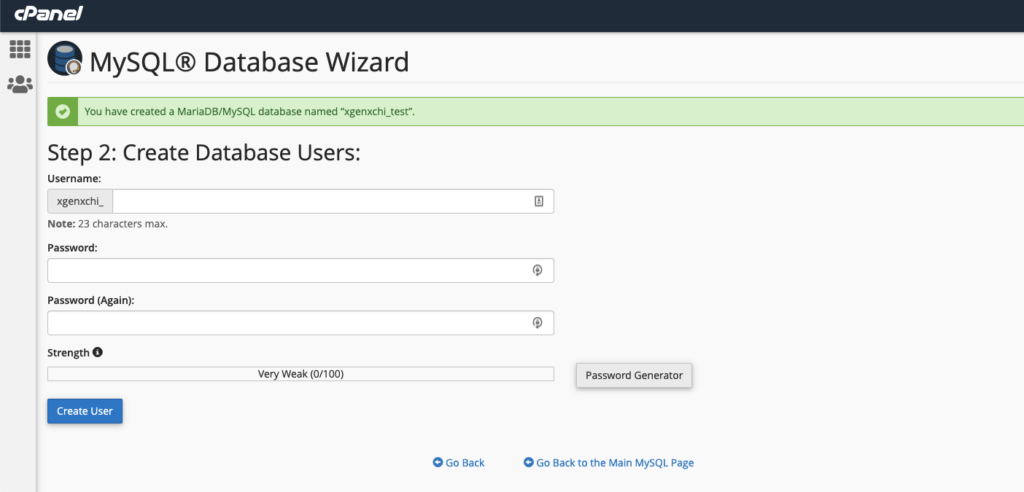 cPanel
MySQL® Database Wizard
You have created a MariaDB/MySQL database named “xgenxchi_test”.
Step 2: Create Database Users:
Username:
xgenxchi_
Note: 23 characters max.
Password:
Password (Again):
Strength
Very Weak (0/100)
Password Generator
Create User
Go Back Go Back to the Main MySQL Page